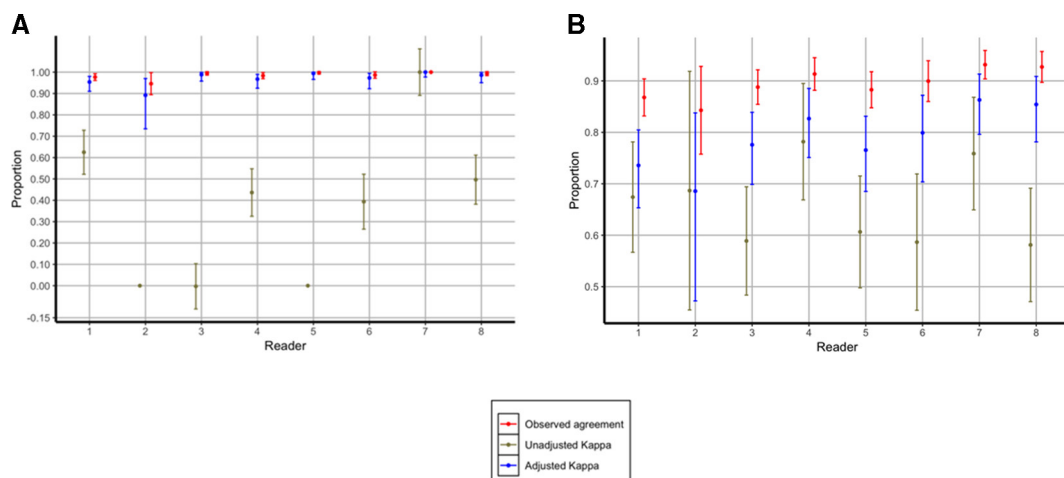 A
B
Proportion
1.00
0.90
0.80
0.70
0.60
0.50
0.40
0.30
0.20
0.10
0.00
-0.15
1 2 3 4 5 6 7 8
Reader
Proportion
0.9
0.8
0.7
0.6
0.5
1 2 3 4 5 6 7 8
Reader
Observed agreement
Unadjusted Kappa
Adjusted Kappa